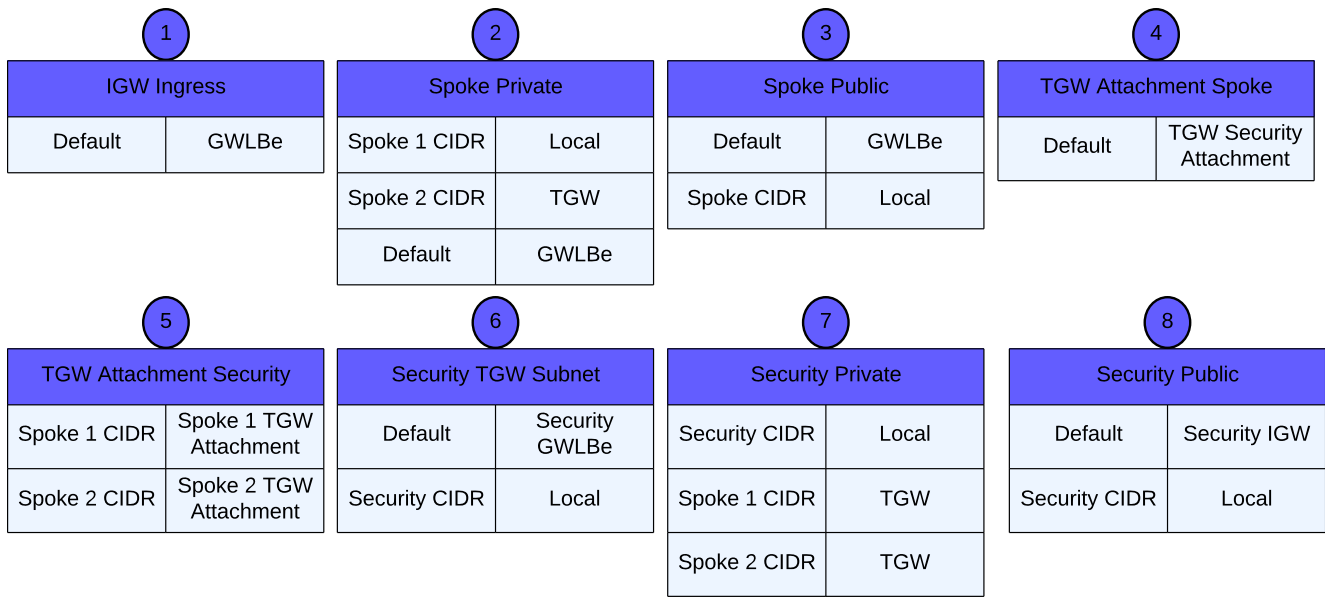 1
IGW Ingress
Default GWLBe
2
Spoke Private
Spoke 1 CIDR Local
Spoke 2 CIDR TGW
Default GWLBe
3
Spoke Public
Default GWLBe
Spoke CIDR Local
4
TGW Attachment Spoke
Default TGW Security
Attachment
5
TGW Attachment Security
Spoke 1 CIDR Spoke 1 TGW
Attachment
Spoke 2 CIDR Spoke 2 TGW
Attachment
6
Security TGW Subnet
Default Security
GWLBe
Security CIDR Local
7
Security Private
Security CIDR Local
Spoke 1 CIDR TGW
Spoke 2 CIDR TGW
8
Security Public
Default Security IGW
Security CIDR Local